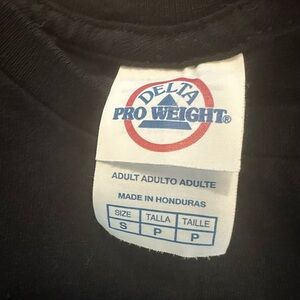 DELTA
PRO WEIGHT®
ADULT ADULTO ADULTE
MADE IN HONDURAS
SIZE TALLA TAILLE
S P P